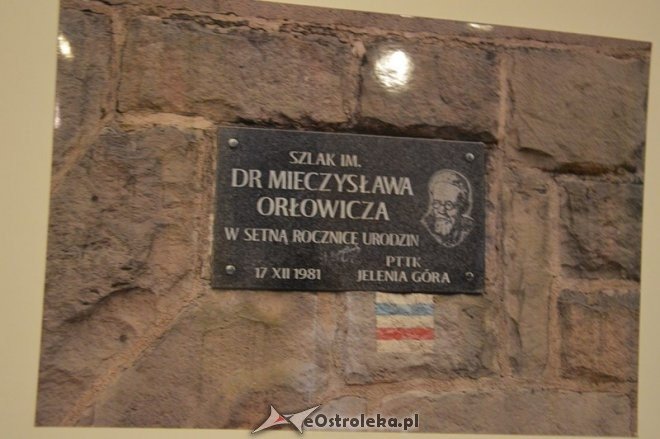 SZLAK IM.
DR MIECZYSŁAWA
ORŁOWICZA
W SETNĄ ROCZNICĘ URODZIN
PTTK
17 XII 1981 JELENIA GÓRA
eOstroleka.pl